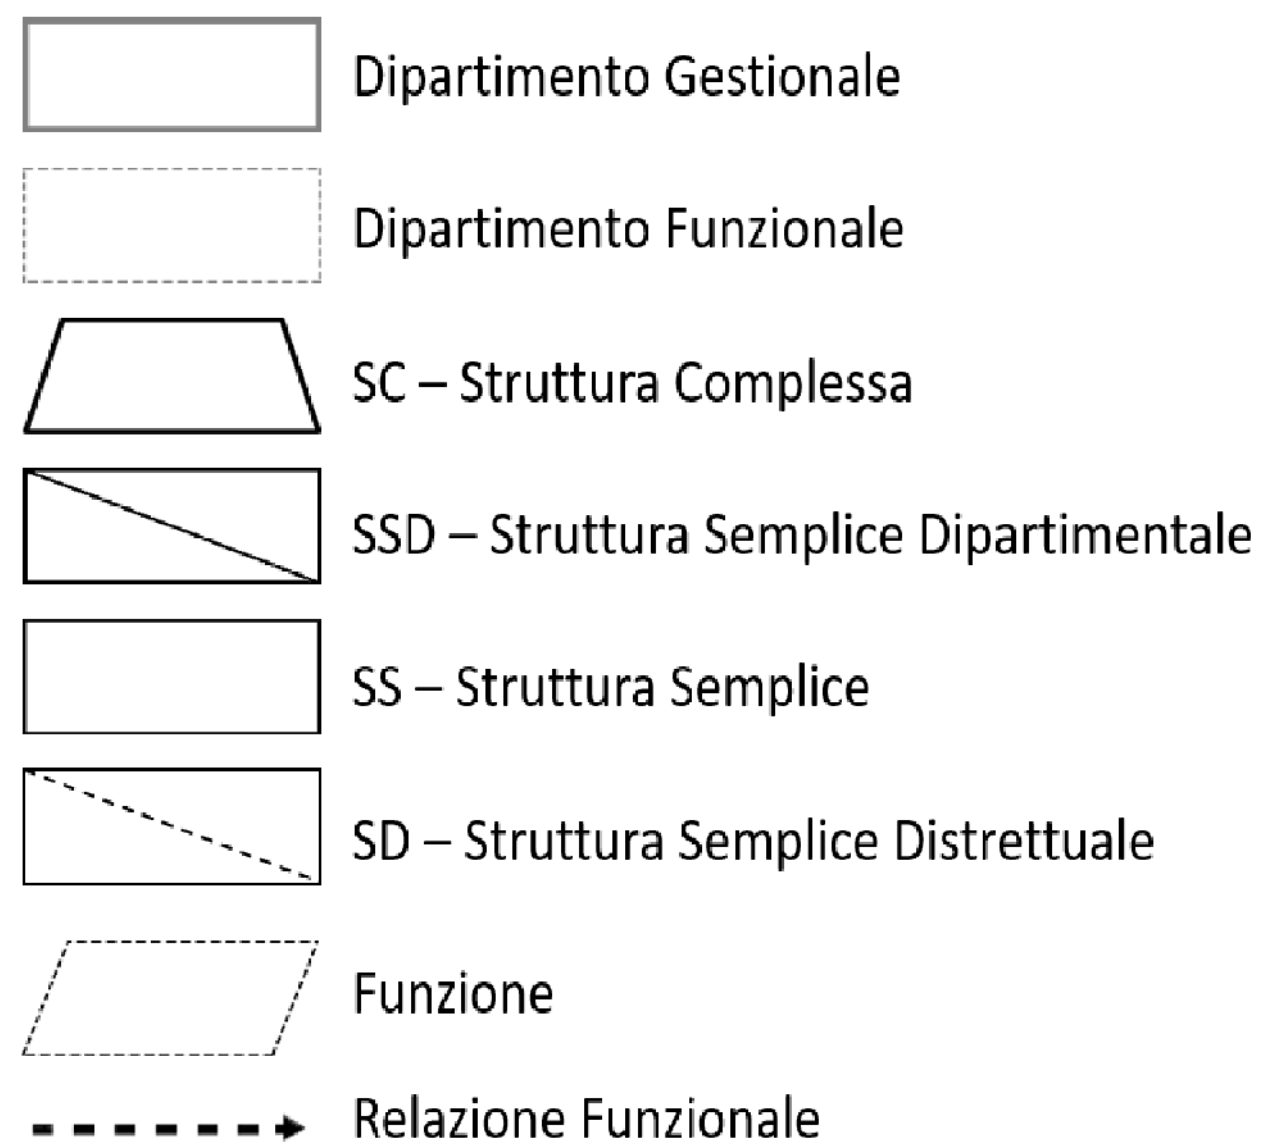 Dipartimento Gestionale
Dipartimento Funzionale
SC – Struttura Complessa
SSD – Struttura Semplice Dipartimentale
SS – Struttura Semplice
SD – Struttura Semplice Distrettuale
Funzione
Relazione Funzionale